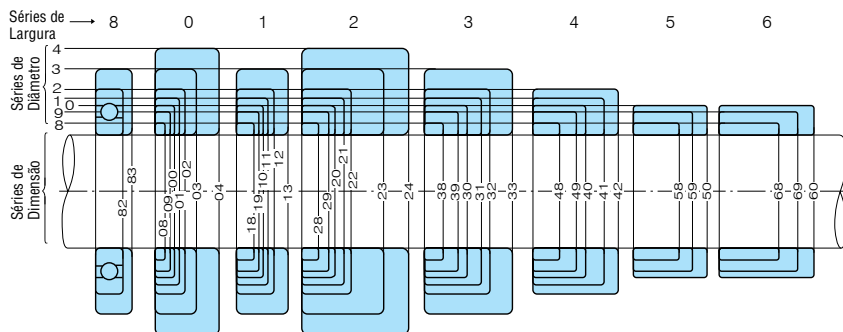 Séries de Largura 8 0 1 2 3 4 5 6
Séries de Diâmetro
4
3
2
1
0
9
8
Séries de Dimensão
82 83
08 09 00 01 02 03 04
18 19 10 11 12 13
28 29 20 21 22 23 24
38 39 30 31 32 33
48 49 40 41 42
58 59 50
68 69 60